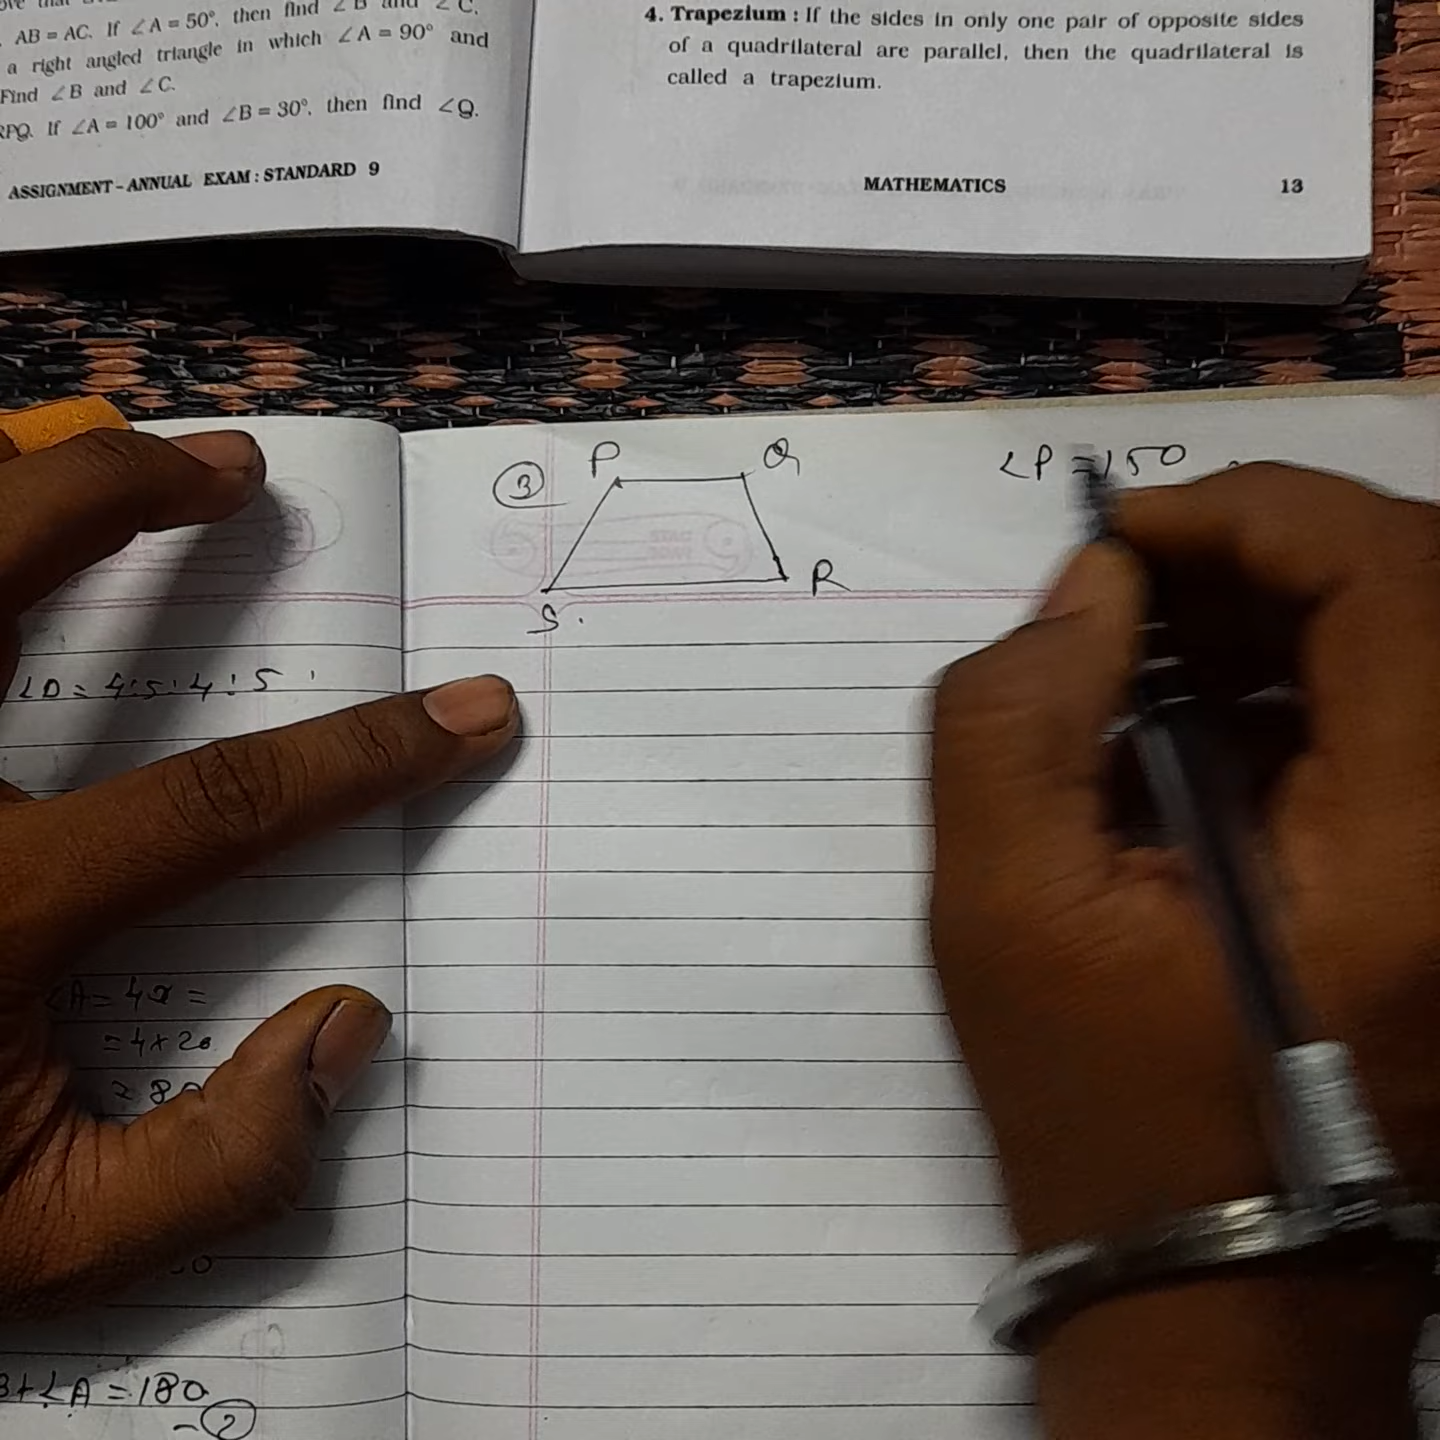 AB = AC. If ∠A = 50°, then find ∠B and ∠C.
a right angled triangle in which ∠A = 90° and
Find ∠B and ∠C.
RPQ. If ∠A = 100° and ∠B = 30°, then find ∠Q.
ASSIGNMENT - ANNUAL EXAM : STANDARD 9
4. Trapezium : If the sides in only one pair of opposite sides
of a quadrilateral are parallel, then the quadrilateral is
called a trapezium.
MATHEMATICS 13
3 P Q
S. R
∠P = 150
∠D = 4:5:4:5
∠A = 4x =
= 4 × 20
+ ∠A = 180
- 2